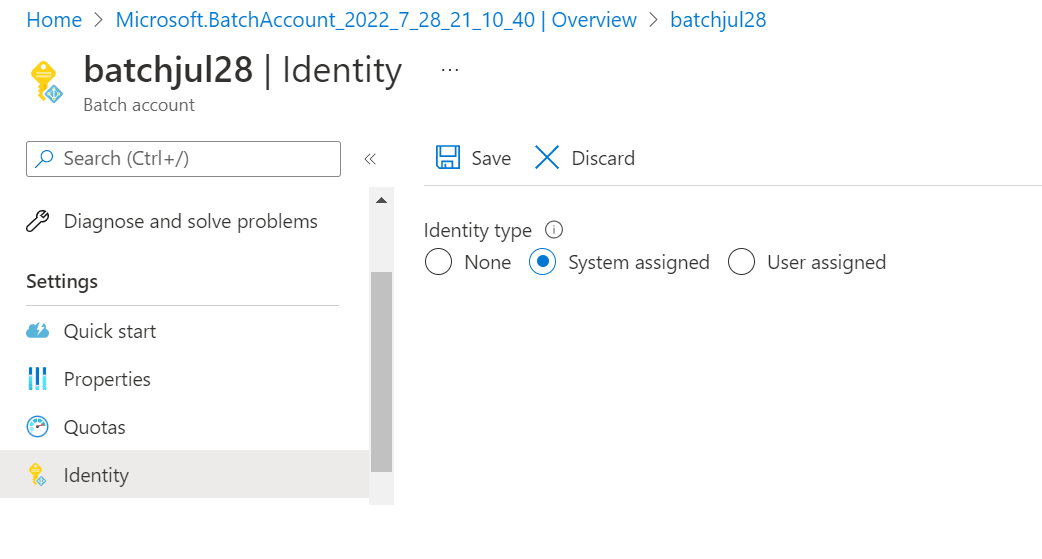 Home > Microsoft.BatchAccount_2022_7_28_21_10_40 | Overview > batchjul28
batchjul28 | Identity ...
Batch account
Search (Ctrl+/) «
Save Discard
Diagnose and solve problems
Identity type
None System assigned User assigned
Settings
Quick start
Properties
Quotas
Identity